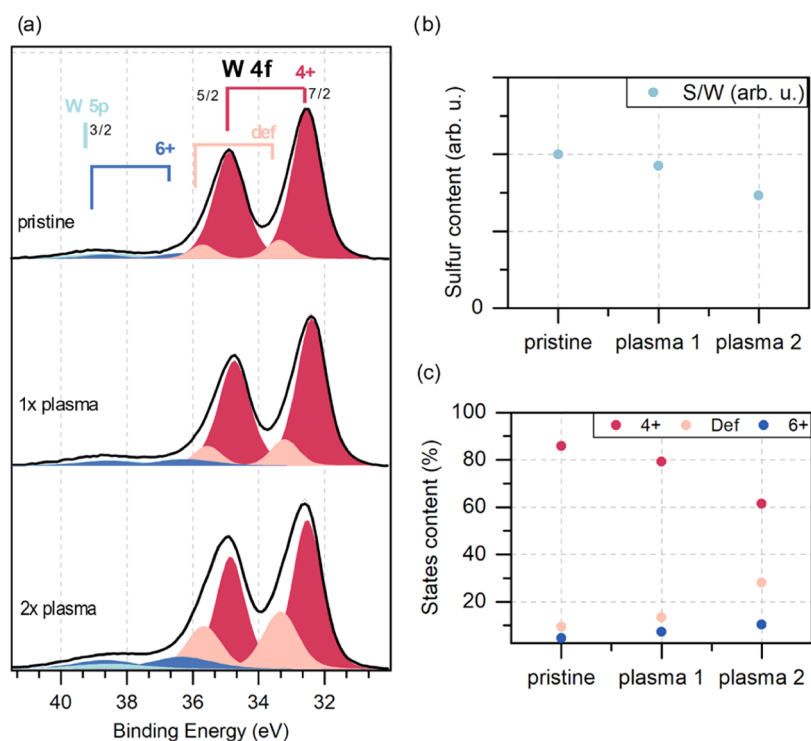 (a)
W 4f
4+
W 5p
5/2
7/2
3/2
6+
def
pristine
1x plasma
2x plasma
40 38 36 34 32
Binding Energy (eV)
(b)
S/W (arb. u.)
Sulfur content (arb. u.)
0
pristine plasma 1 plasma 2
(c)
4+ Def 6+
States content (%)
100
80
60
40
20
pristine plasma 1 plasma 2